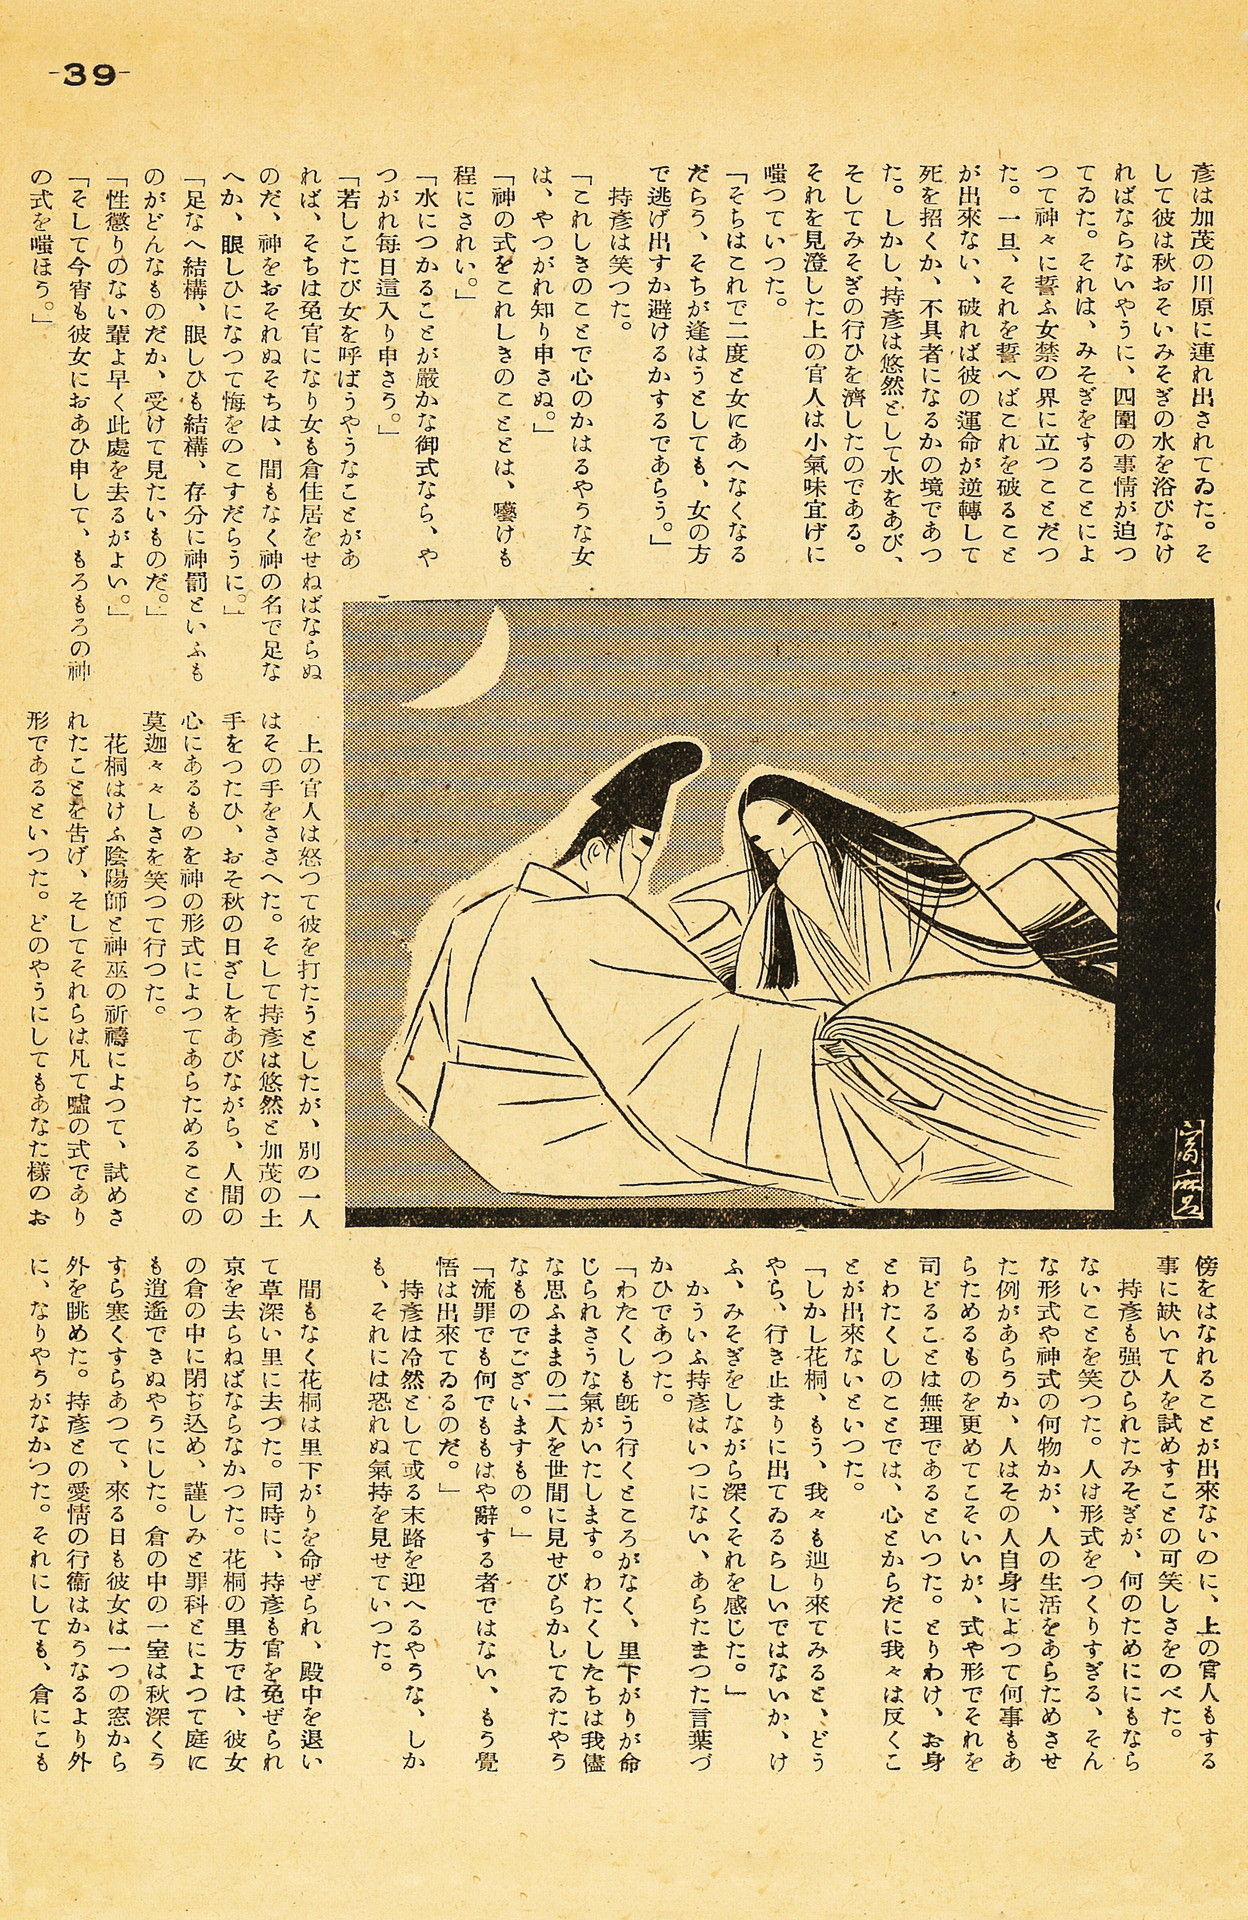 -39-
彦は加茂の川原に連れ出されてゐた。そ
して彼は秋おそいみそぎの水を浴びなけ
ればならないやうに、四圍の事情が迫つ
てゐた。それは、みそぎをすることによ
つて神々に誓ふ女禁の界に立つことだつ
た。一旦、それを誓へばこれを破ること
が出來ない、破れば彼の運命が逆轉して
死を招くか、不具者になるかの境であつ
た。しかし、持彦は悠然として水をあび、
そしてみそぎの行ひを濟したのである。
それを見澄した上の官人は小氣味宜げに
嗤つていつた。
「そちはこれで二度と女にあへなくなる
だらう、そちが逢はうとしても、女の方
で逃げ出すか避けるかするであらう。」
持彦は笑つた。
「これしきのことで心のかはるやうな女
は、やつがれ知り申さぬ。」
「神の式をこれしきのこととは、嗤けも
程にされい。」
「水につかることが嚴かな御式なら、や
つがれ毎日這入り申さう。」
「若しこたび女を呼ばうやうなことがあ
れば、そちは免官になり女も倉住居をせねばならぬ
のだ、神をおそれぬそちは、間もなく神の名で足な
へか、眼しひになつて悔をのこすだらうに。」
「足なへ結構、眼しひも結構、存分に神罰といふも
のがどんなものだか、受けて見たいものだ。」
「性懲りのない輩よ早く此處を去るがよい。」
「そして今宵も彼女におあひ申して、もろもろの神
の式を嗤ほう。」
上の官人は怒つて彼を打たうとしたが、別の一人
はその手をささへた。そして持彦は悠然と加茂の土
手をつたひ、おそ秋の日ざしをあびながら、人間の
心にあるものを神の形式によつてあらためることの
莫迦々々しさを笑つて行つた。
花桐はけふ陰陽師と神巫の祈禱によつて、試めさ
れたことを告げ、そしてそれらは凡て嘘の式であり
形であるといつた。どのやうにしてもあなた樣のお
傍をはなれることが出來ないのに、上の官人もする
事に缺いて人を試めすことの可笑しさをのべた。
持彦も强ひられたみそぎが、何のためににもなら
ないことを笑つた。人は形式をつくりすぎる、そん
な形式や神式の何物かが、人の生活をあらためさせ
た例があらうか、人はその人自身によつて何事もあ
らためるものを更めてこそいいが、式や形でそれを
司どることは無理であるといつた。とりわけ、お身
とわたくしのことでは、心とからだに我々は反くこ
とが出來ないといつた。
「しかし花桐、もう、我々も辿り來てみると、どう
やら、行き止まりに出てゐるらしいではないか、け
ふ、みそぎをしながら深くそれを感じた。」
かういふ持彦はいつにない、あらたまつた言葉づ
かひであつた。
「わたくしも旣う行くところがなく、里下がりが命
じられさうな氣がいたします。わたくしたちは我儘
な思ふままの二人を世間に見せびらかしてゐたやう
なものでございますもの。」
「流罪でも何でももはや辭する者ではない、もう覺
悟は出來てゐるのだ。」
持彦は冷然として或る末路を迎へるやうな、しか
も、それには恐れぬ氣持を見せていつた。
間もなく花桐は里下がりを命ぜられ、殿中を退い
て草深い里に去つた。同時に、持彦も官を免ぜられ
京を去らねばならなかつた。花桐の里方では、彼女
の倉の中に閉ぢ込め、謹しみと罪科とによつて庭に
も逍遙できぬやうにした。倉の中の一室は秋深くう
すら寒くすらあつて、來る日も彼女は一つの窓から
外を眺めた。持彦との愛情の行衞はかうなるより外
に、なりやうがなかつた。それにしても、倉にこも